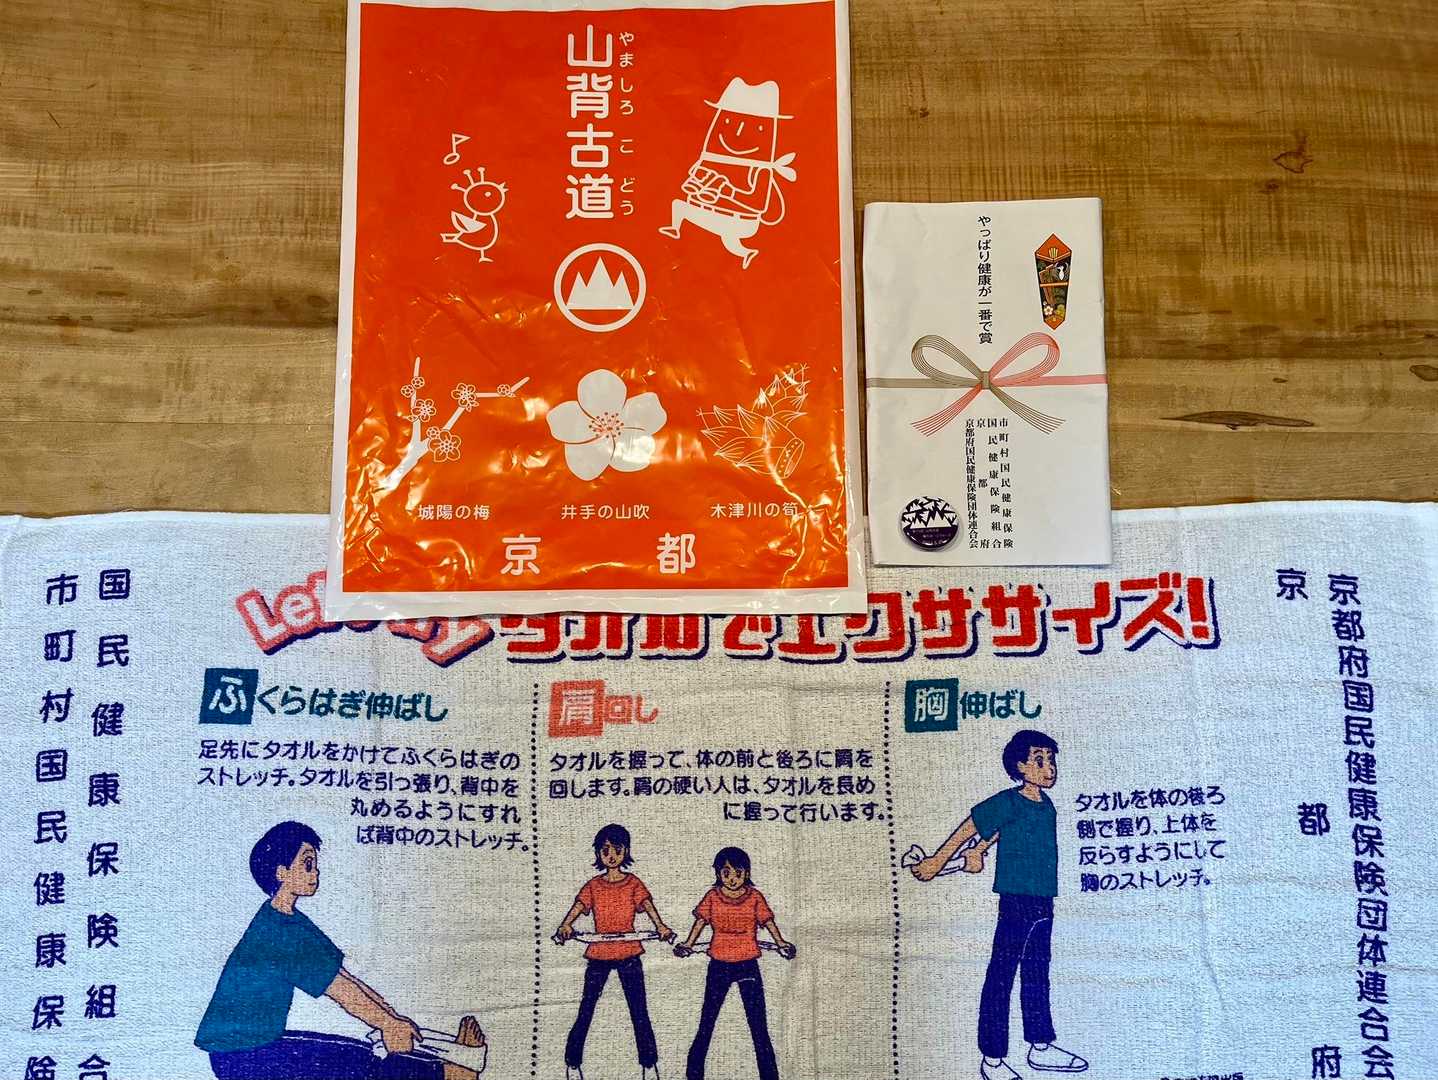 山背古道
やましろこどう
城陽の梅
井手の山吹
木津川の筍
京都
やっぱり健康が一番で賞
市町村国民健康保険
国民健康保険組合
京都府
京都府国民健康保険団体連合会
タオルでエクササイズ!
国民健康保険組合
市町村国民健康保険
京都府国民健康保険団体連合会
京都府
ふくらはぎ伸ばし
足先にタオルをかけてふくらはぎの
ストレッチ。タオルを引っ張り、背中を
丸めるようにすれ
ば背中のストレッチ。
肩回し
タオルを握って、体の前と後ろに肩を
回します。肩の硬い人は、タオルを長め
に握って行います。
胸伸ばし
タオルを体の後ろ
側で握り、上体を
反らすようにして
胸のストレッチ。